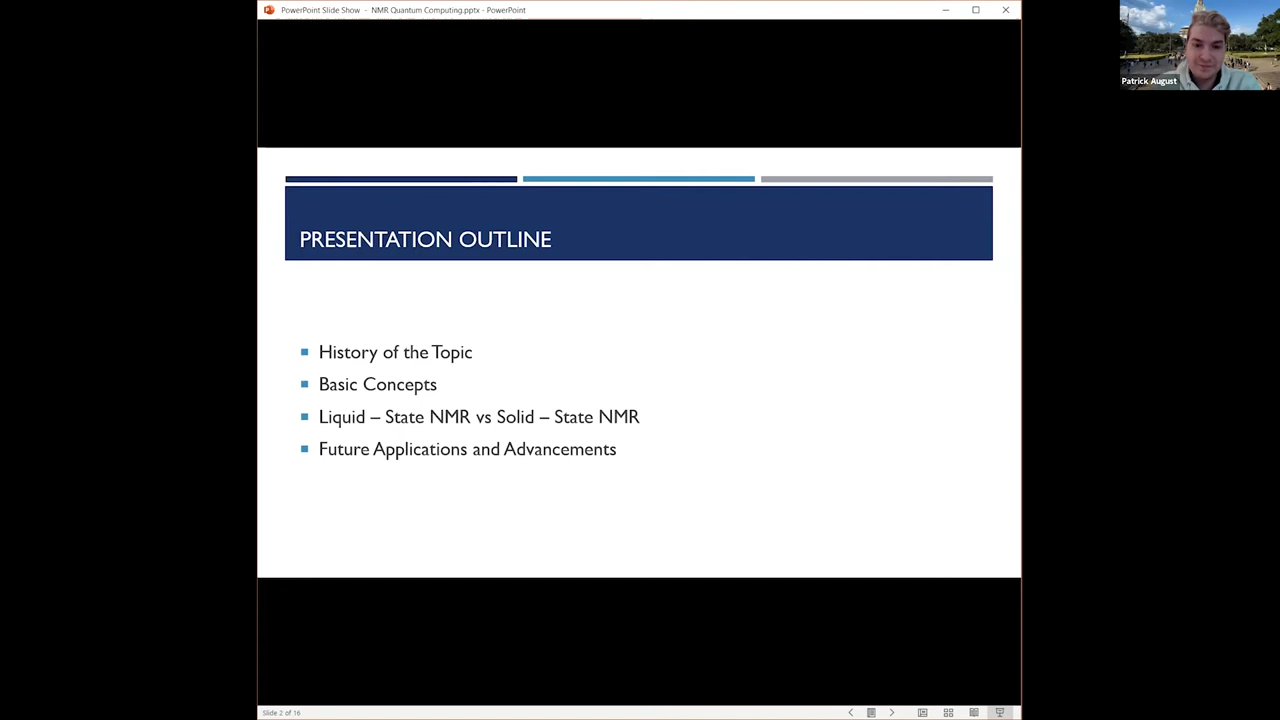 PowerPoint Slide Show - NMR Quantum Computing.pptx - PowerPoint
Patrick August
PRESENTATION OUTLINE
History of the Topic
Basic Concepts
Liquid – State NMR vs Solid – State NMR
Future Applications and Advancements
Slide 2 of 16